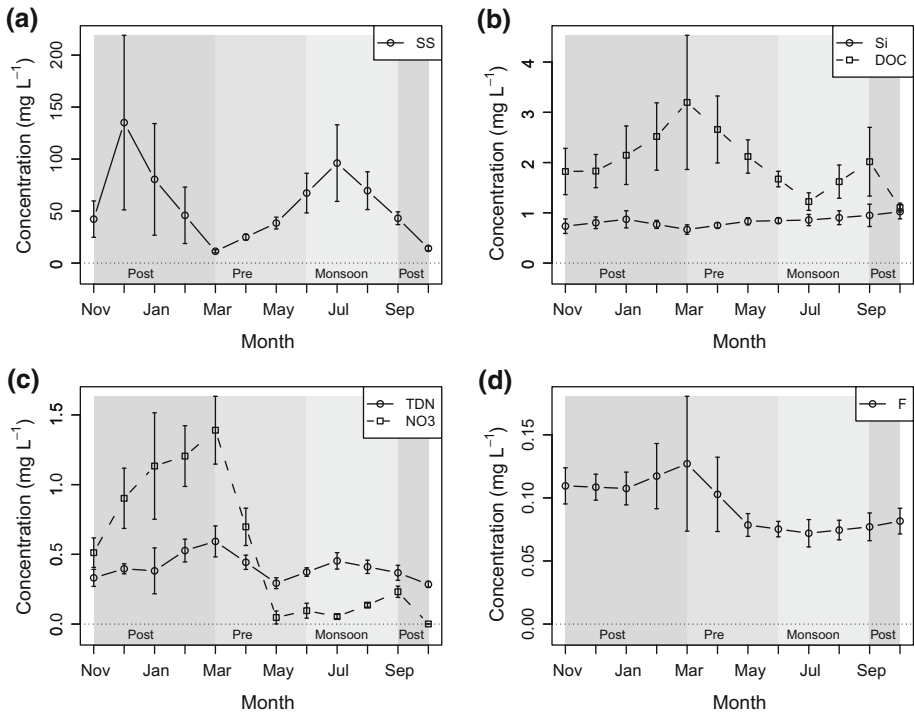 (a)
SS
Concentration (mg L⁻¹)
200
150
100
50
0
Post Pre Monsoon Post
Nov Jan Mar May Jul Sep
Month
(b)
Si
DOC
Concentration (mg L⁻¹)
4
3
2
1
0
Post Pre Monsoon Post
Nov Jan Mar May Jul Sep
Month
(c)
TDN
NO3
Concentration (mg L⁻¹)
1.5
1.0
0.5
0.0
Post Pre Monsoon Post
Nov Jan Mar May Jul Sep
Month
(d)
F
Concentration (mg L⁻¹)
0.15
0.10
0.05
0.00
Post Pre Monsoon Post
Nov Jan Mar May Jul Sep
Month